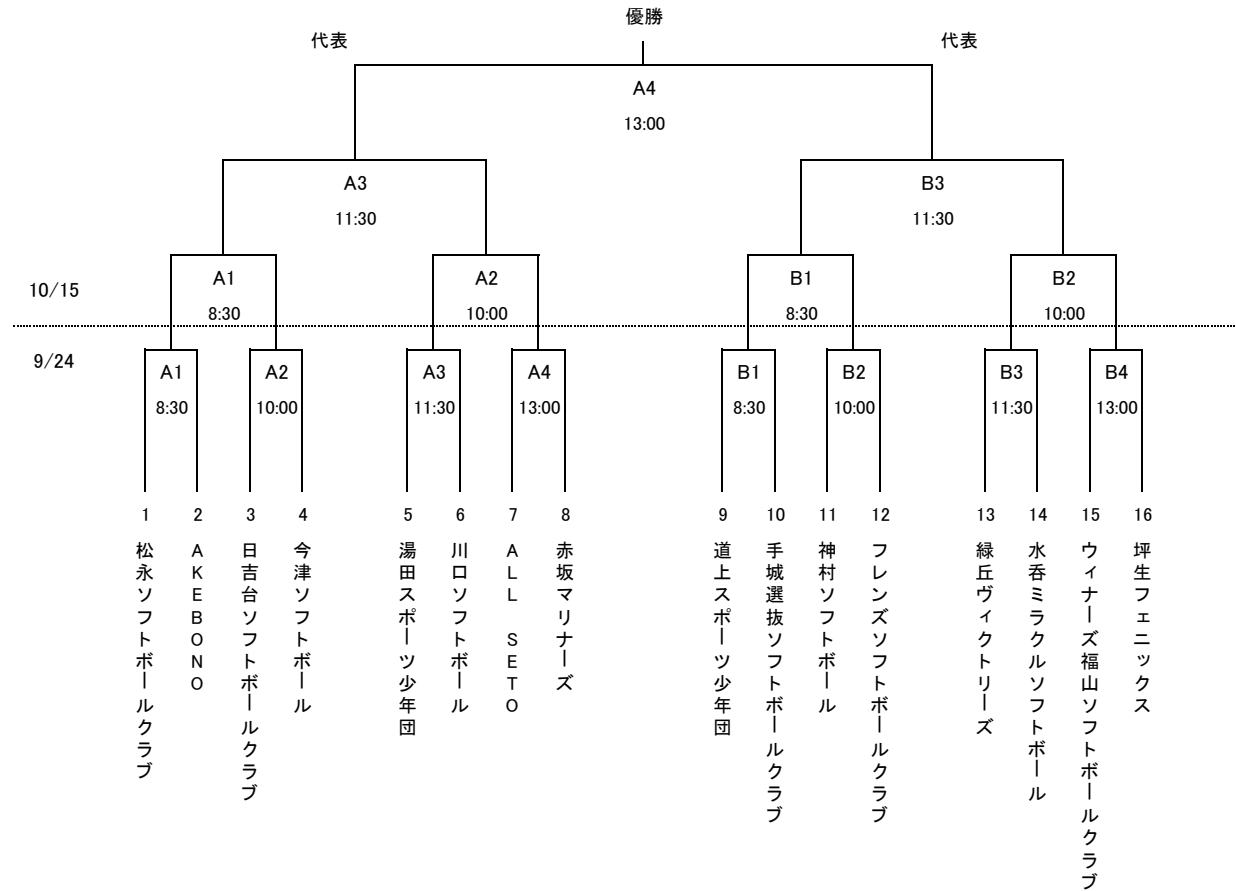 優勝
代表
代表
A4
13:00
A3
11:30
B3
11:30
10/15
A1
8:30
A2
10:00
B1
8:30
B2
10:00
9/24
A1
8:30
A2
10:00
A3
11:30
A4
13:00
B1
8:30
B2
10:00
B3
11:30
B4
13:00
1
松永ソフトボールクラブ
2
AKEBONO
3
日吉台ソフトボールクラブ
4
今津ソフトボール
5
湯田スポーツ少年団
6
川口ソフトボール
7
ALL SETO
8
赤坂マリナーズ
9
道上スポーツ少年団
10
手城選抜ソフトボールクラブ
11
神村ソフトボール
12
フレンズソフトボールクラブ
13
緑丘ヴィクトリーズ
14
水呑ミラクルソフトボール
15
ウィナーズ福山ソフトボールクラブ
16
坪生フェニックス